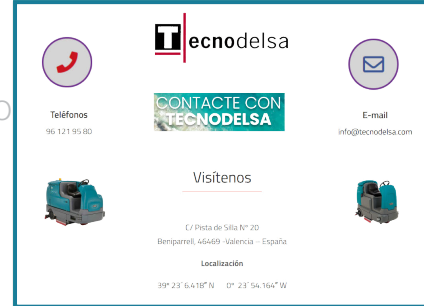 Tecnodelsa
CONTACTE CON
TECNODELSA
Teléfonos
96 121 95 80
E-mail
info@tecnodelsa.com
Visítenos
C/ Pista de Silla Nº 20
Beniparrell, 46469 -Valencia – España
Localización
39° 23´ 6.418″ N 0° 23´ 54.164″ W